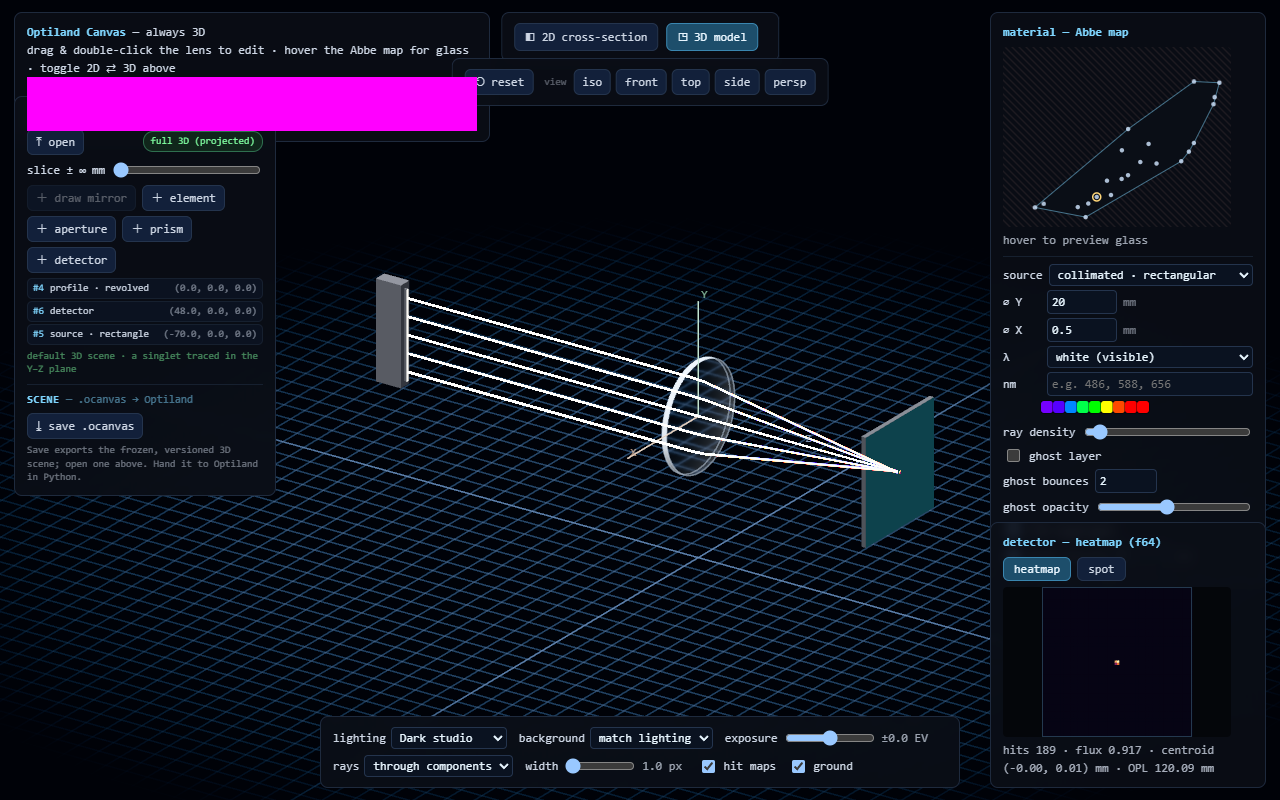 Optiland Canvas — always 3D
drag & double-click the lens to edit · hover the Abbe map for glass
· toggle 2D ⇄ 3D above
open
full 3D (projected)
slice ± ∞ mm
+ draw mirror
+ element
+ aperture
+ prism
+ detector
#4 profile · revolved (0.0, 0.0, 0.0)
#6 detector (48.0, 0.0, 0.0)
#5 source · rectangle (-70.0, 0.0, 0.0)
default 3D scene · a singlet traced in the
Y–Z plane
SCENE — .ocanvas → Optiland
save .ocanvas
Save exports the frozen, versioned 3D
scene; open one above. Hand it to Optiland
in Python.
2D cross-section
3D model
reset
view
iso
front
top
side
persp
Y
X
lighting Dark studio
background match lighting
exposure ±0.0 EV
rays through components
width 1.0 px
hit maps
ground
material — Abbe map
hover to preview glass
source collimated · rectangular
⌀ Y 20 mm
⌀ X 0.5 mm
λ white (visible)
nm e.g. 486, 588, 656
ray density
ghost layer
ghost bounces 2
ghost opacity
detector — heatmap (f64)
heatmap
spot
hits 189 · flux 0.917 · centroid
(-0.00, 0.01) mm · OPL 120.09 mm